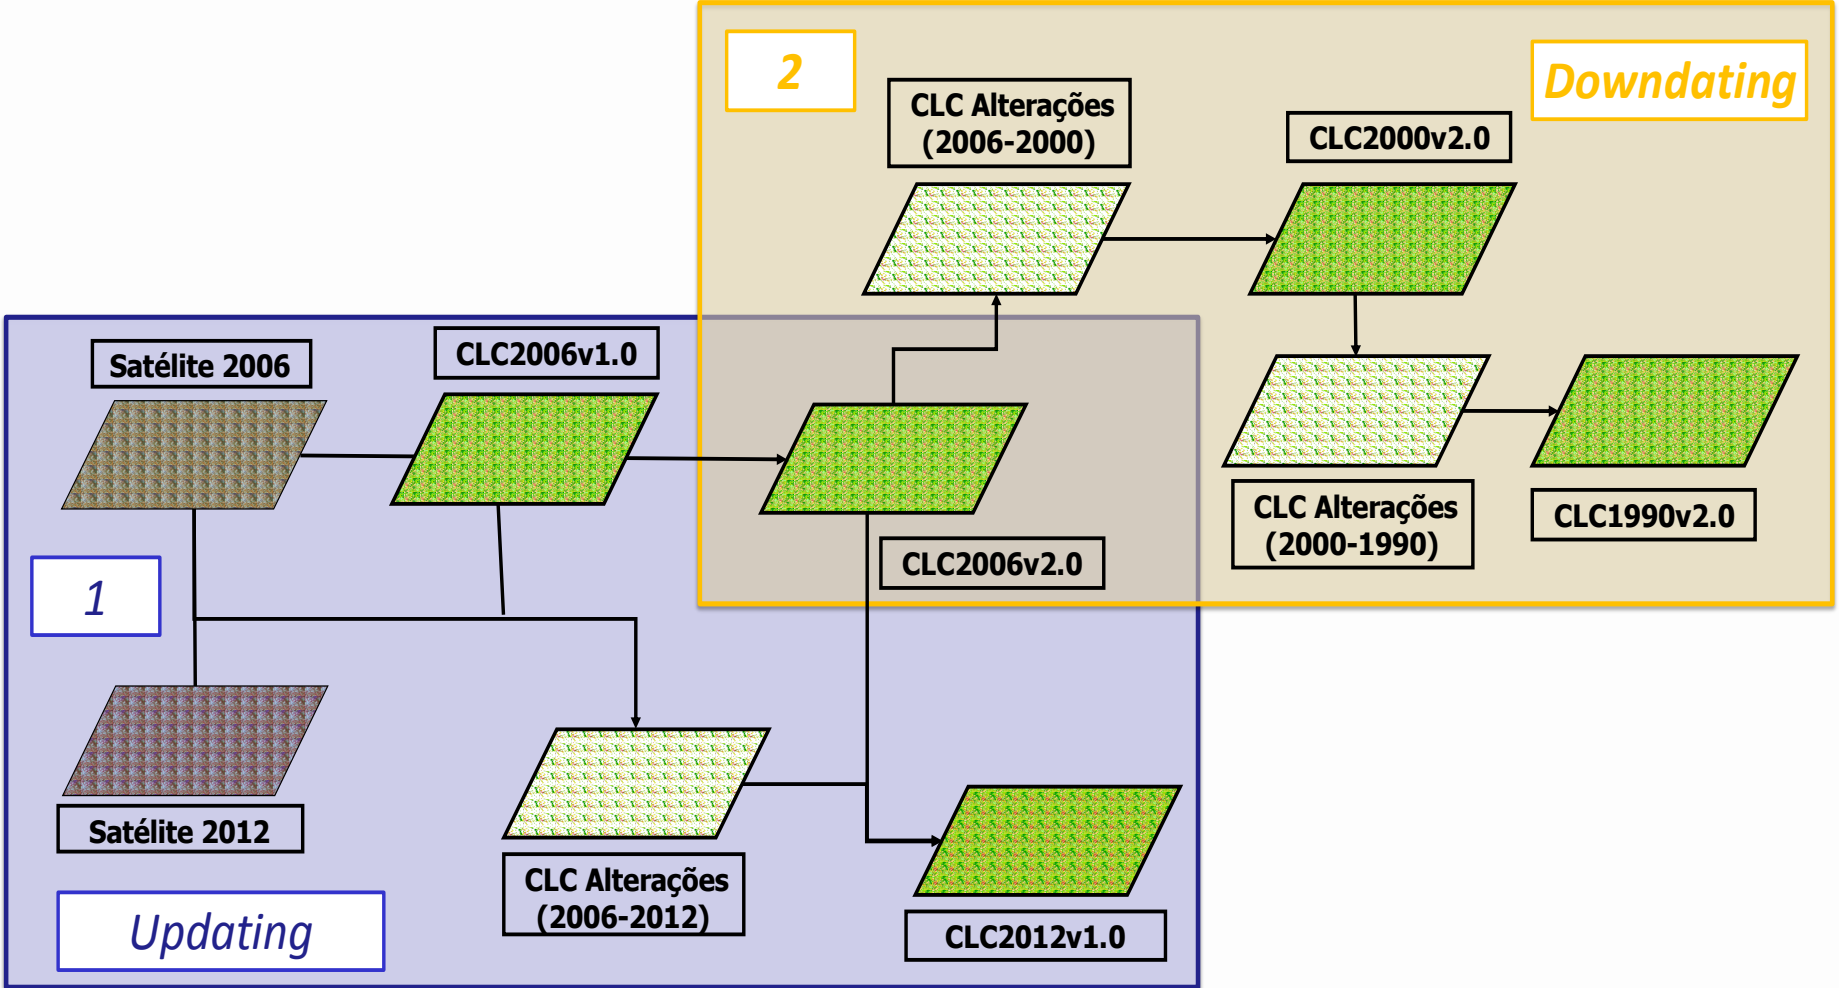 2
Downdating
CLC Alterações
(2006-2000)
CLC2000v2.0
Satélite 2006
CLC2006v1.0
CLC2006v2.0
CLC Alterações
(2000-1990)
CLC1990v2.0
1
Satélite 2012
CLC Alterações
(2006-2012)
CLC2012v1.0
Updating